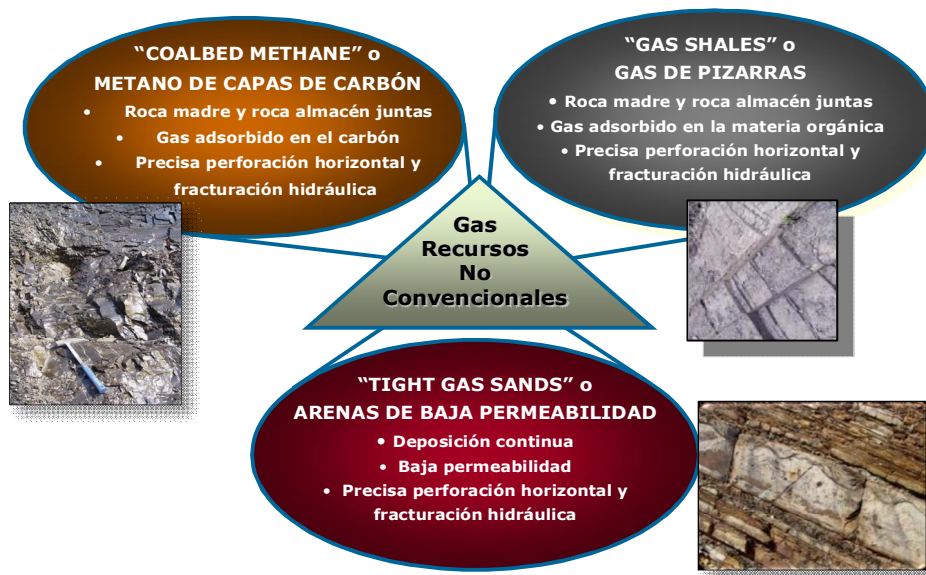 “COALBED METHANE” o
METANO DE CAPAS DE CARBÓN
• Roca madre y roca almacén juntas
• Gas adsorbido en el carbón
• Precisa perforación horizontal y
fracturación hidráulica
“GAS SHALES” o
GAS DE PIZARRAS
• Roca madre y roca almacén juntas
• Gas adsorbido en la materia orgánica
• Precisa perforación horizontal y
fracturación hidráulica
Gas
Recursos
No
Convencionales
“TIGHT GAS SANDS” o
ARENAS DE BAJA PERMEABILIDAD
• Deposición continua
• Baja permeabilidad
• Precisa perforación horizontal y
fracturación hidráulica